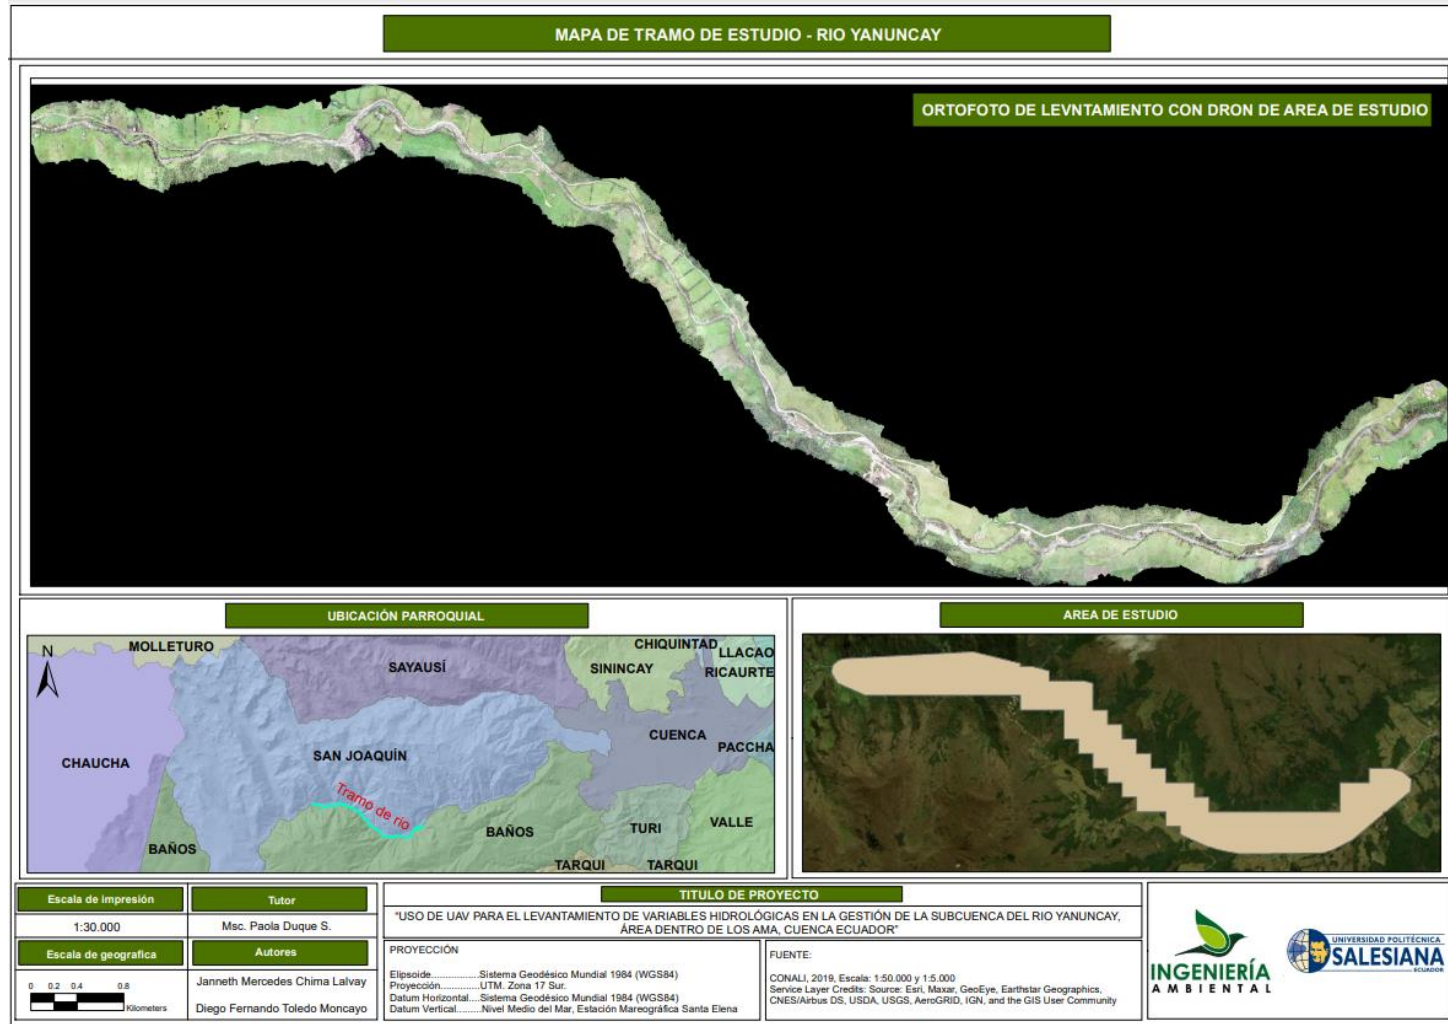 MAPA DE TRAMO DE ESTUDIO - RIO YANUNCAY
ORTOFOTO DE LEVNTAMIENTO CON DRON DE AREA DE ESTUDIO
UBICACIÓN PARROQUIAL
N
MOLLETURO
SAYAUSÍ
CHIQUINTAD
LLACAO
SININCAY
RICAURTE
CHAUCHA
SAN JOAQUÍN
CUENCA
PACCHA
Tramo de rio
BAÑOS
BAÑOS
TURI
VALLE
TARQUI
TARQUI
AREA DE ESTUDIO
Escala de impresión
1:30.000
Tutor
Msc. Paola Duque S.
Escala de geografica
0 0.2 0.4 0.8
Kilometers
Autores
Janneth Mercedes Chima Lalvay
Diego Fernando Toledo Moncayo
TITULO DE PROYECTO
"USO DE UAV PARA EL LEVANTAMIENTO DE VARIABLES HIDROLÓGICAS EN LA GESTIÓN DE LA SUBCUENCA DEL RIO YANUNCAY,
ÁREA DENTRO DE LOS AMA, CUENCA ECUADOR"
PROYECCIÓN
Elipsoide..................Sistema Geodésico Mundial 1984 (WGS84)
Proyección...............UTM. Zona 17 Sur.
Datum Horizontal....Sistema Geodésico Mundial 1984 (WGS84)
Datum Vertical.........Nivel Medio del Mar, Estación Mareográfica Santa Elena
FUENTE:
CONALI, 2019, Escala: 1:50.000 y 1:5.000
Service Layer Credits: Source: Esri, Maxar, GeoEye, Earthstar Geographics,
CNES/Airbus DS, USDA, USGS, AeroGRID, IGN, and the GIS User Community
INGENIERÍA
AMBIENTAL
UNIVERSIDAD POLITÉCNICA
SALESIANA
ECUADOR